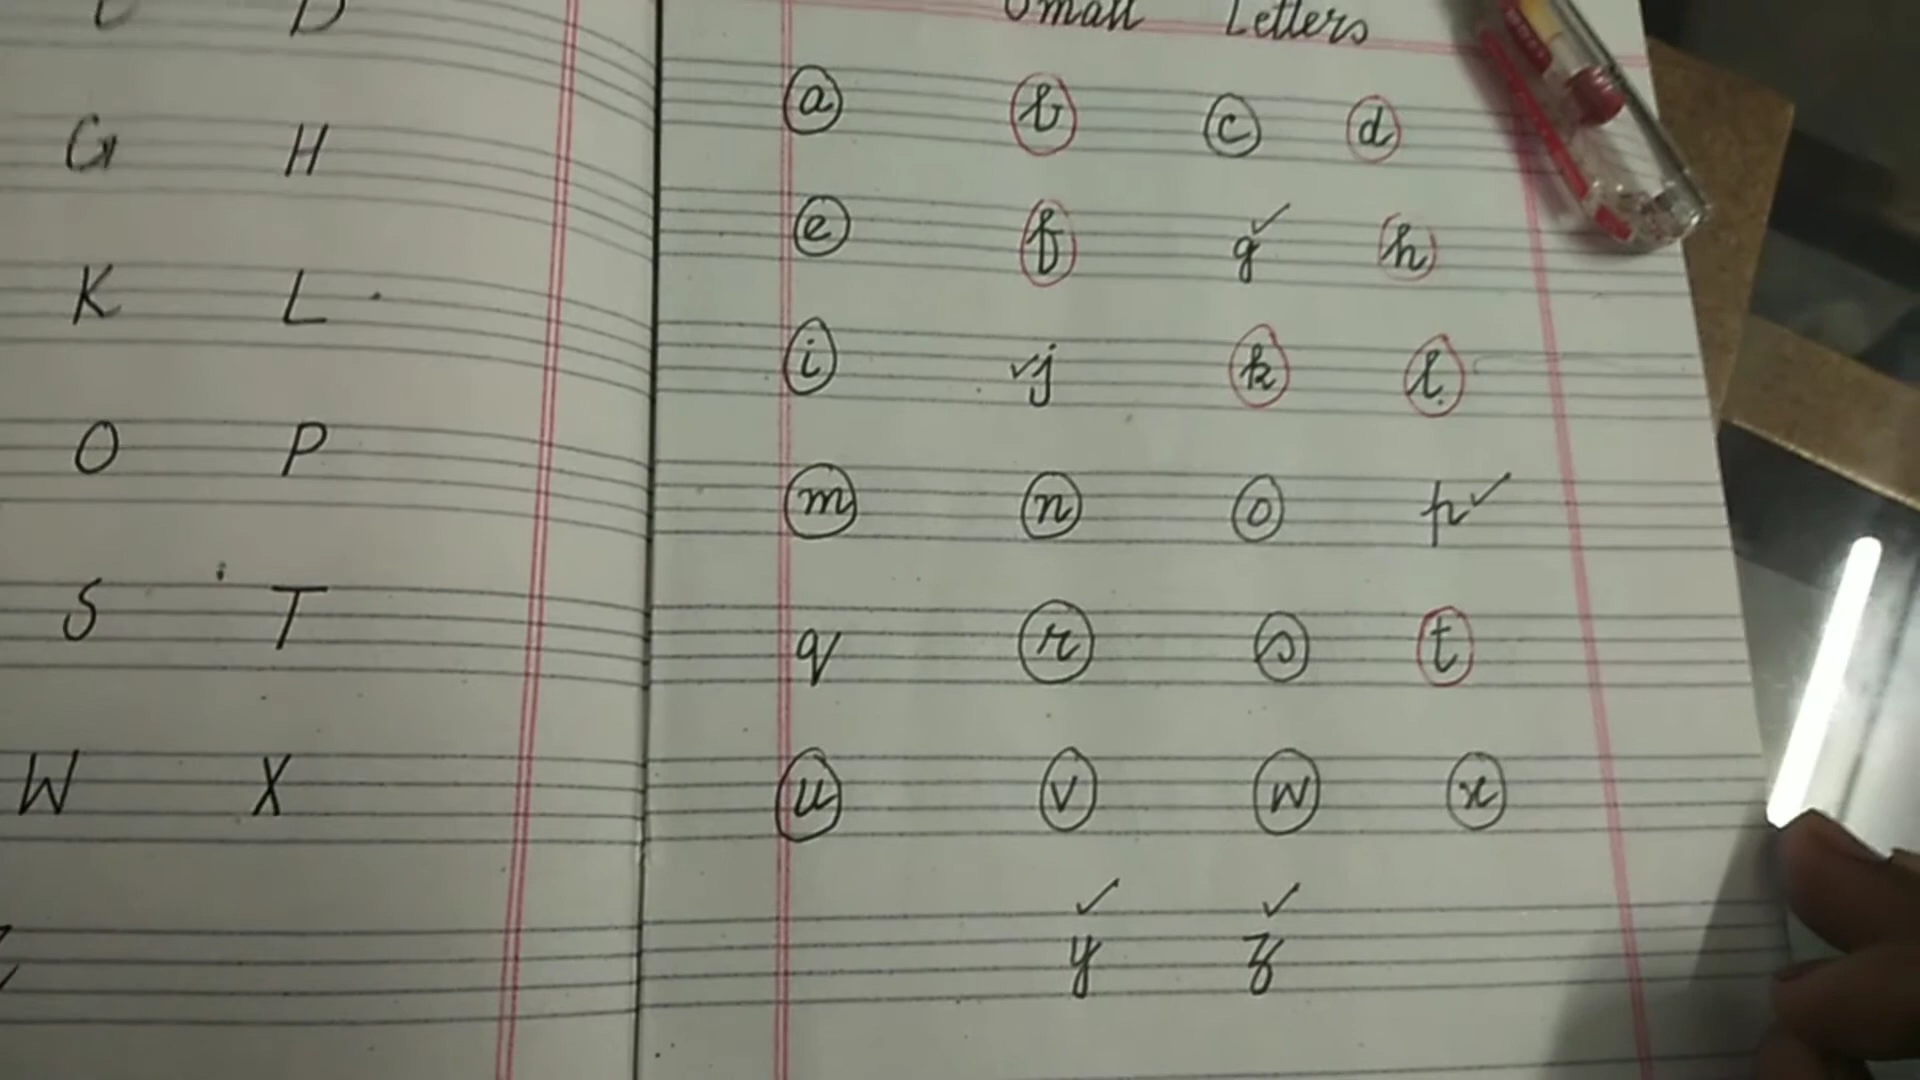 D
G H
K L
O P
S T
W X
Small Letters
a b c d
e f g h
i j k l
m n o p
q r s t
u v w x
y z